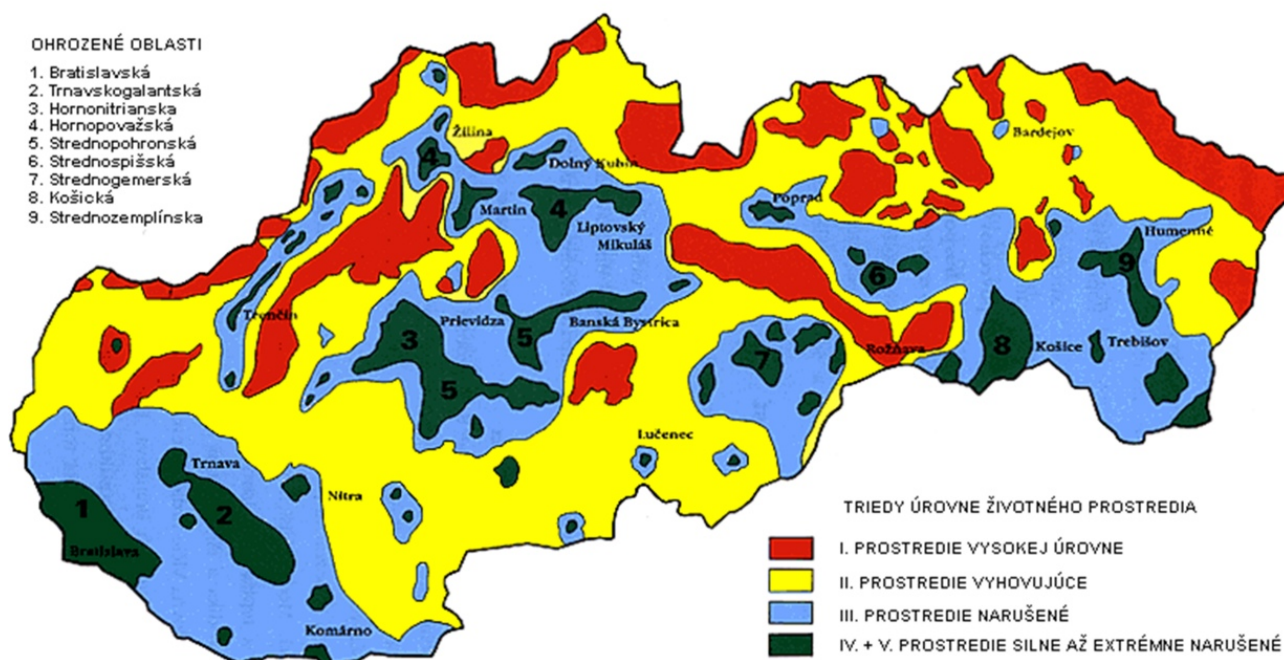 OHROZENÉ OBLASTI
1. Bratislavská
2. Trnavskogalantská
3. Hornonitrianska
4. Hornopovažská
5. Strednopohronská
6. Stredospišská
7. Strednogemerská
8. Košická
9. Strednozemplínska
Žilina
4
Dolný Kubín
Bardejov
Martin
4
Liptovský
Mikuláš
Poprad
Humenné
9
6
Trenčín
Prievidza
Banská Bystrica
3
5
7
Rožňava
8
Košice
Trebišov
5
Lučenec
Trnava
Nitra
1
2
Bratislava
Komárno
TRIEDY ÚROVNE ŽIVOTNÉHO PROSTREDIA
I. PROSTREDIE VYSOKEJ ÚROVNE
II. PROSTREDIE VYHOVUJÚCE
III. PROSTREDIE NARUŠENÉ
IV. + V. PROSTREDIE SILNE AŽ EXTRÉMNE NARUŠENÉ